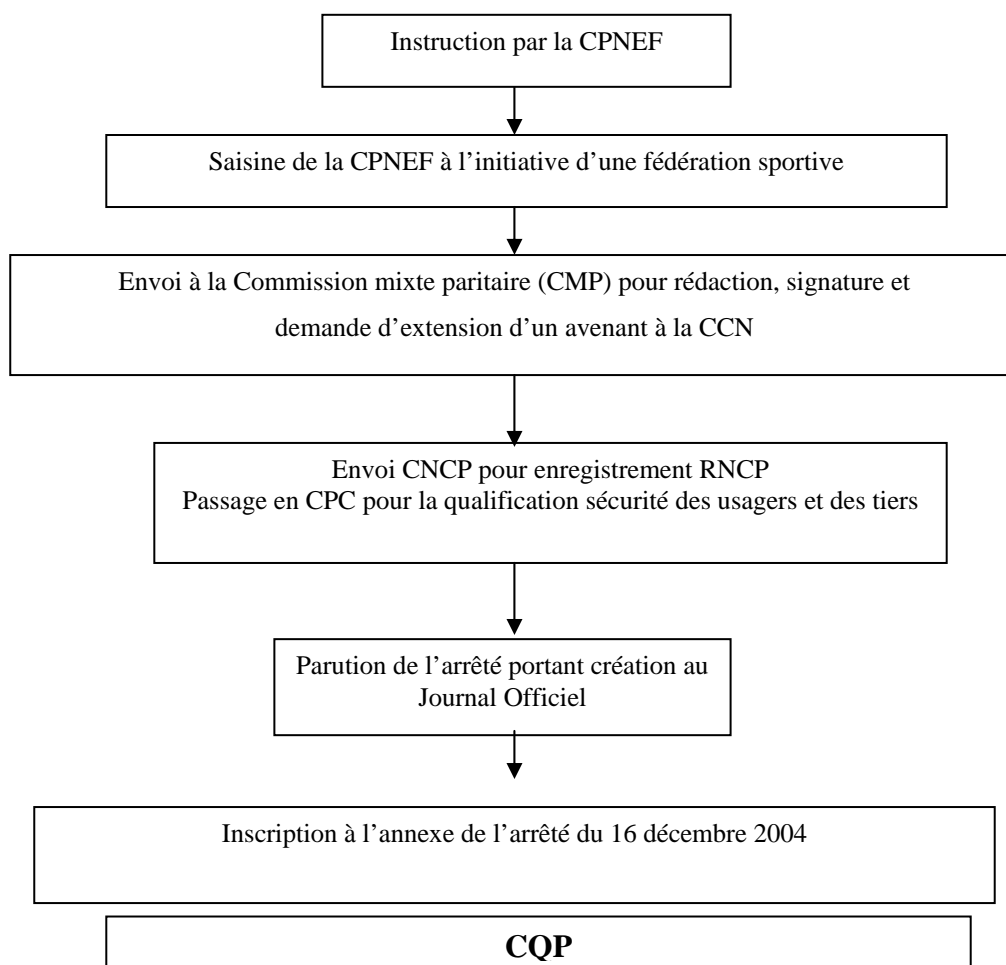 Instruction par la CPNEF
Saisine de la CPNEF à l’initiative d’une fédération sportive
Envoi à la Commission mixte paritaire (CMP) pour rédaction, signature et
demande d’extension d’un avenant à la CCN
Envoi CNCP pour enregistrement RNCP
Passage en CPC pour la qualification sécurité des usagers et des tiers
Parution de l’arrêté portant création au
Journal Officiel
Inscription à l’annexe de l’arrêté du 16 décembre 2004
CQP